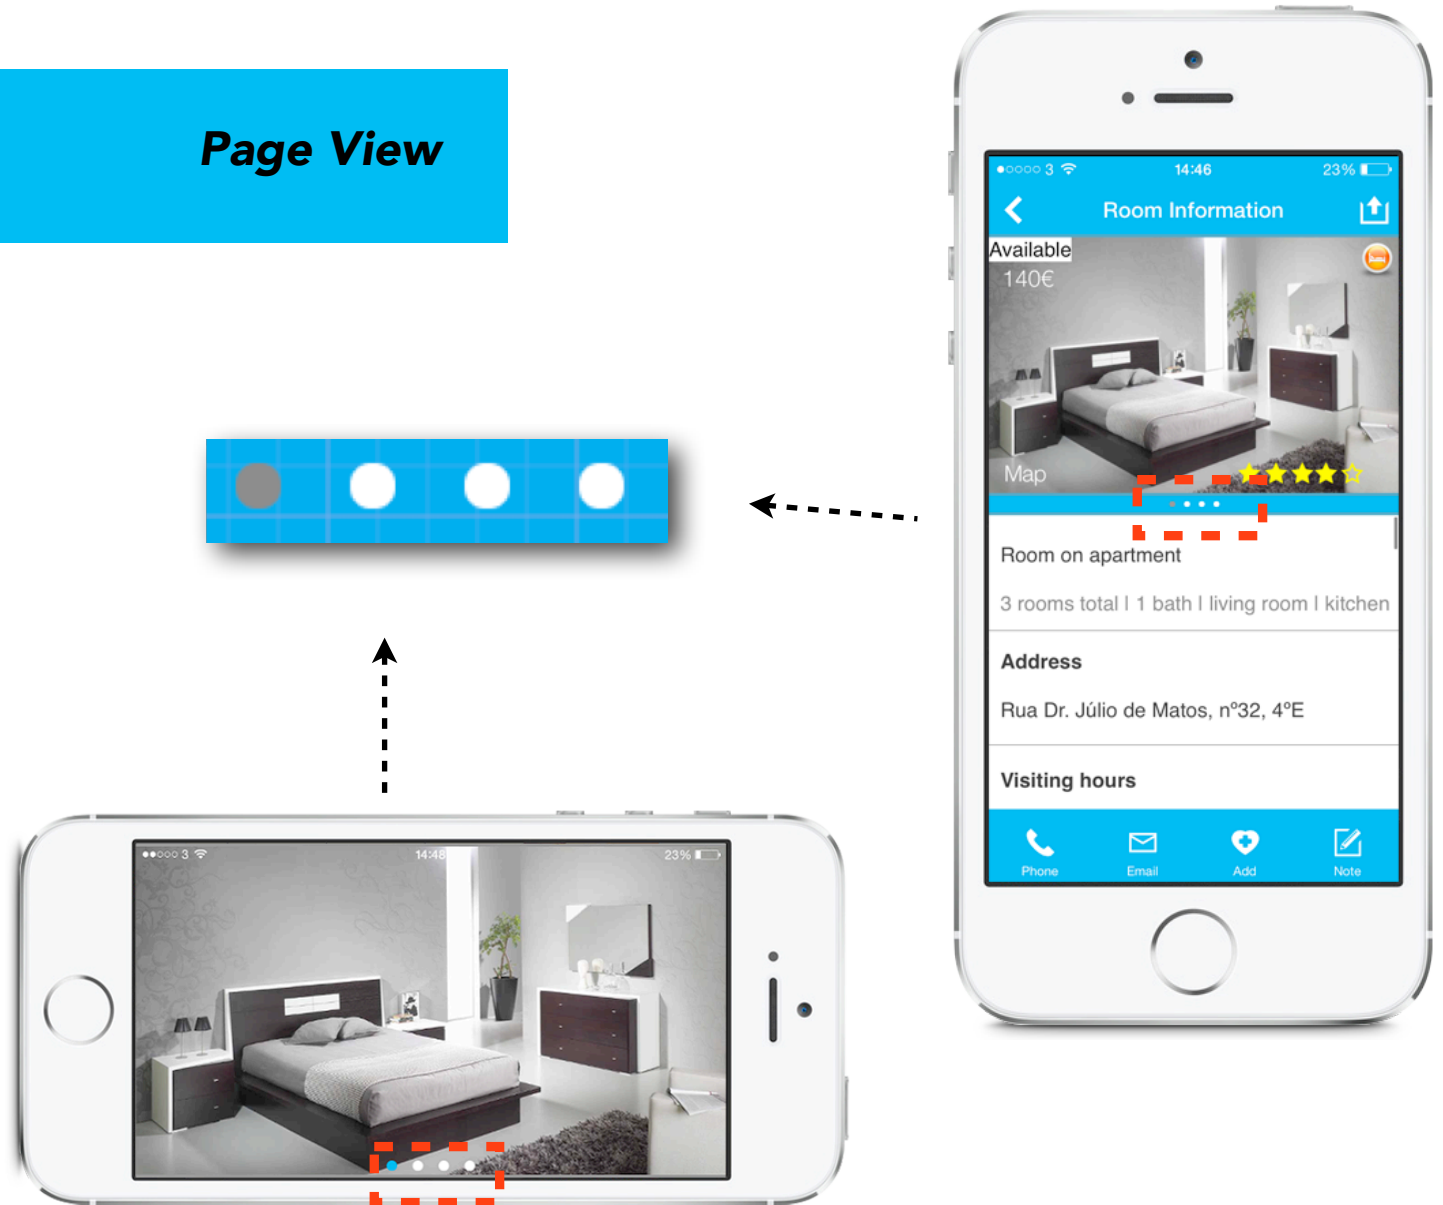 Page View
3 14:46 23%
Room Information
Available
140€
Map
Room on apartment
3 rooms total | 1 bath | living room | kitchen
Address
Rua Dr. Júlio de Matos, nº32, 4ºE
Visiting hours
Phone Email Add Note
3 14:48 23%